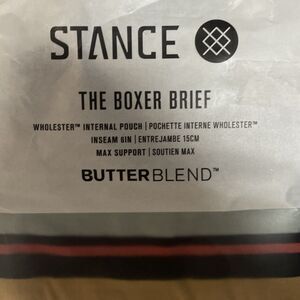 STANCE
THE BOXER BRIEF
WHOLESTER™ INTERNAL POUCH | POCHETTE INTERNE WHOLESTER™
INSEAM 6IN | ENTREJAMBE 15CM
MAX SUPPORT | SOUTIEN MAX
BUTTERBLEND™